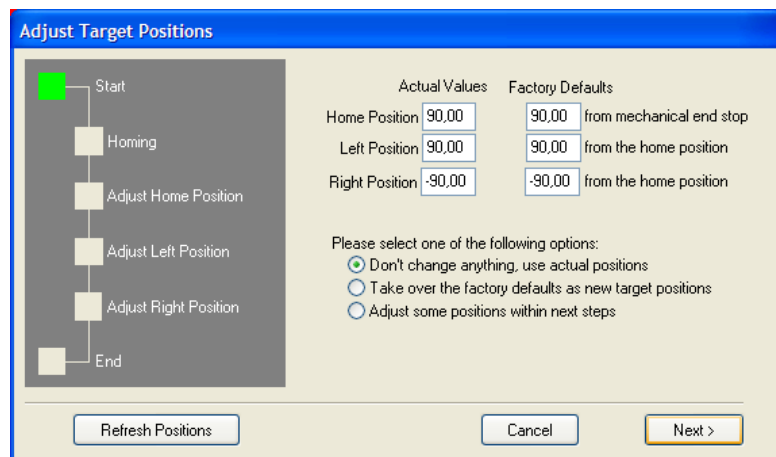 Adjust Target Positions
Start
Homing
Adjust Home Position
Adjust Left Position
Adjust Right Position
End
Actual Values Factory Defaults
Home Position 90,00 90,00 from mechanical end stop
Left Position 90,00 90,00 from the home position
Right Position -90,00 -90,00 from the home position
Please select one of the following options:
Don't change anything, use actual positions
Take over the factory defaults as new target positions
Adjust some positions within next steps
Refresh Positions Cancel Next >